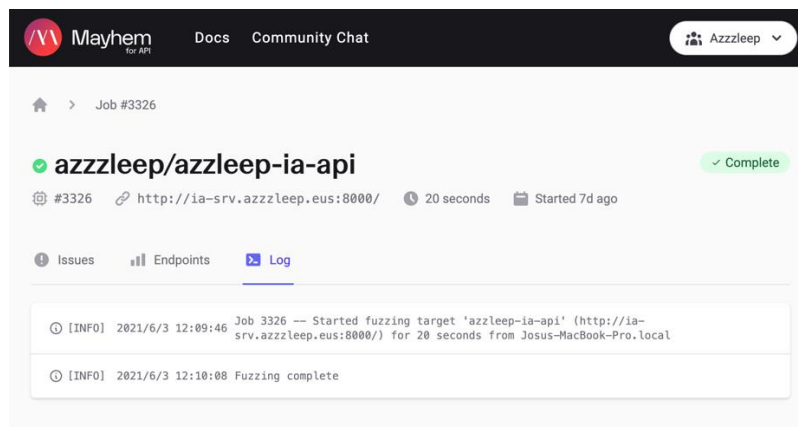 Mayhem Docs Community Chat Azzzleep
for API
Job #3326
azzzleep/azzleep-ia-api Complete
#3326 http://ia-srv.azzzleep.eus:8000/ 20 seconds Started 7d ago
Issues Endpoints Log
[INFO] 2021/6/3 12:09:46 Job 3326 -- Started fuzzing target 'azzleep-ia-api' (http://ia-
srv.azzzleep.eus:8000/) for 20 seconds from Josus-MacBook-Pro.local
[INFO] 2021/6/3 12:10:08 Fuzzing complete